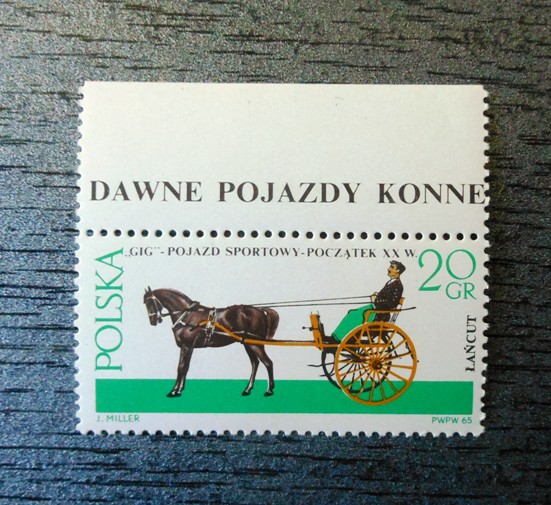 DAWNE POJAZDY KONNE
„GIG”-POJAZD SPORTOWY-POCZĄTEK XX W.
POLSKA
20
GR
ŁAŃCUT
J. MILLER
PWPW 65